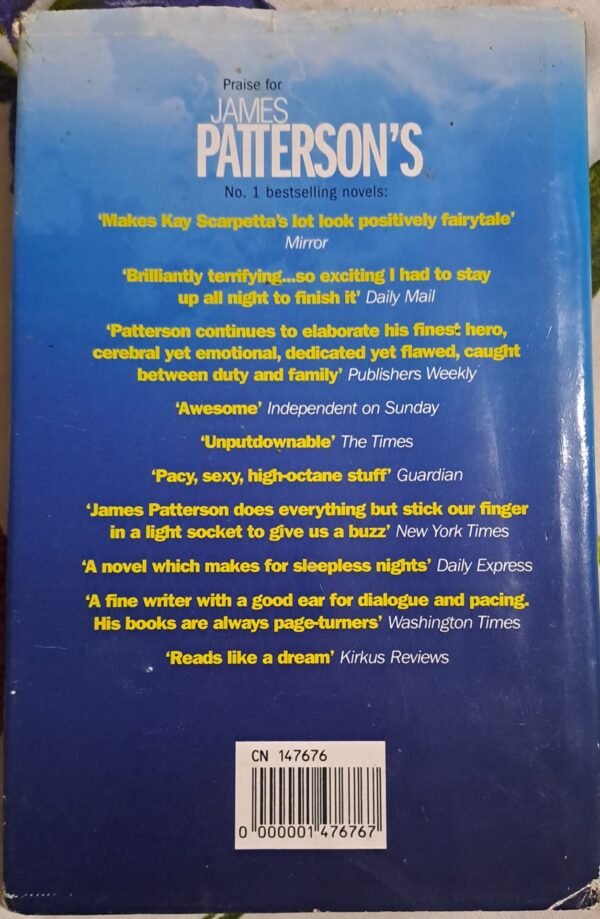 Praise for
JAMES
PATTERSON'S
No. 1 bestselling novels:
‘Makes Kay Scarpetta's lot look positively fairytale’
Mirror
‘Brilliantly terrifying...so exciting I had to stay
up all night to finish it’ Daily Mail
‘Patterson continues to elaborate his finest hero,
cerebral yet emotional, dedicated yet flawed, caught
between duty and family’ Publishers Weekly
‘Awesome’ Independent on Sunday
‘Unputdownable’ The Times
‘Pacy, sexy, high-octane stuff’ Guardian
‘James Patterson does everything but stick our finger
in a light socket to give us a buzz’ New York Times
‘A novel which makes for sleepless nights’ Daily Express
‘A fine writer with a good ear for dialogue and pacing.
His books are always page-turners’ Washington Times
‘Reads like a dream’ Kirkus Reviews
CN 147676
0 000001 476767